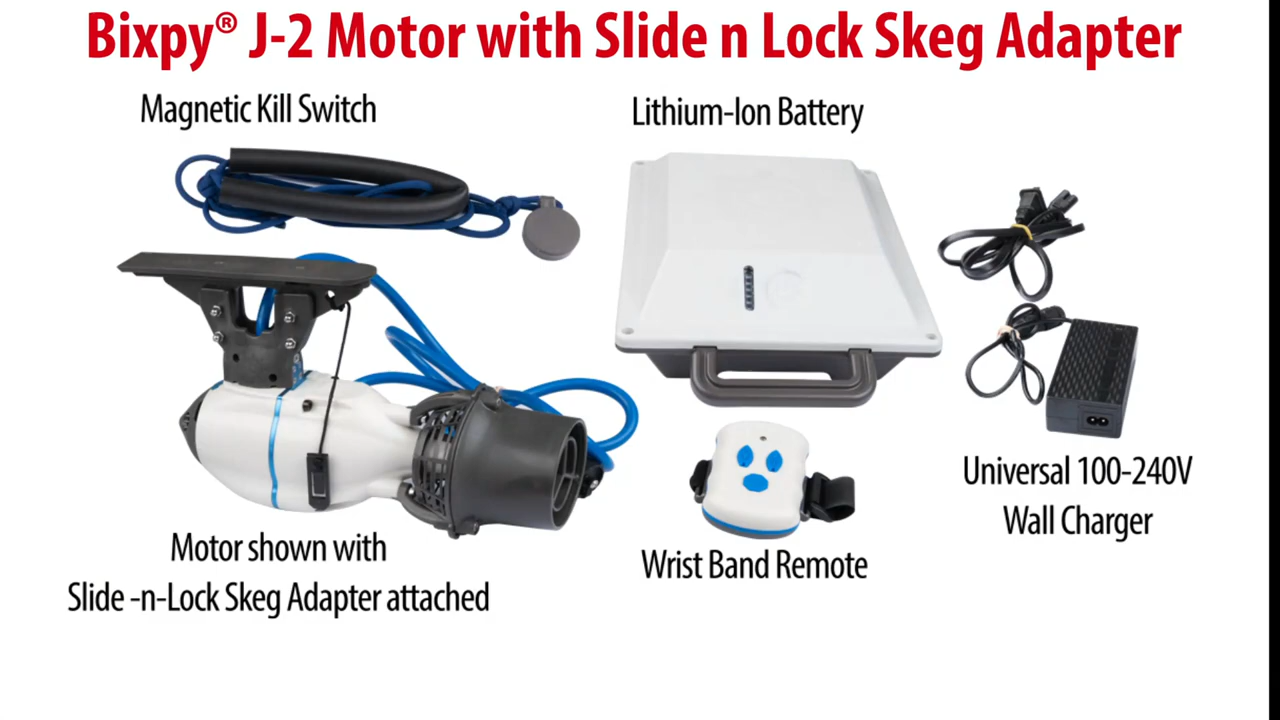 Bixpy® J-2 Motor with Slide n Lock Skeg Adapter
Magnetic Kill Switch
Lithium-Ion Battery
Universal 100-240V
Wall Charger
Motor shown with
Slide -n-Lock Skeg Adapter attached
Wrist Band Remote